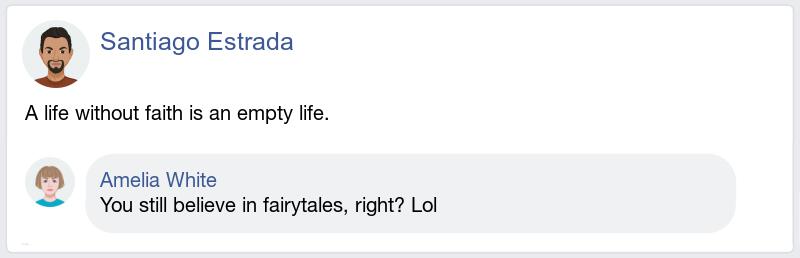 Santiago Estrada
A life without faith is an empty life.
Amelia White
You still believe in fairytales, right? Lol